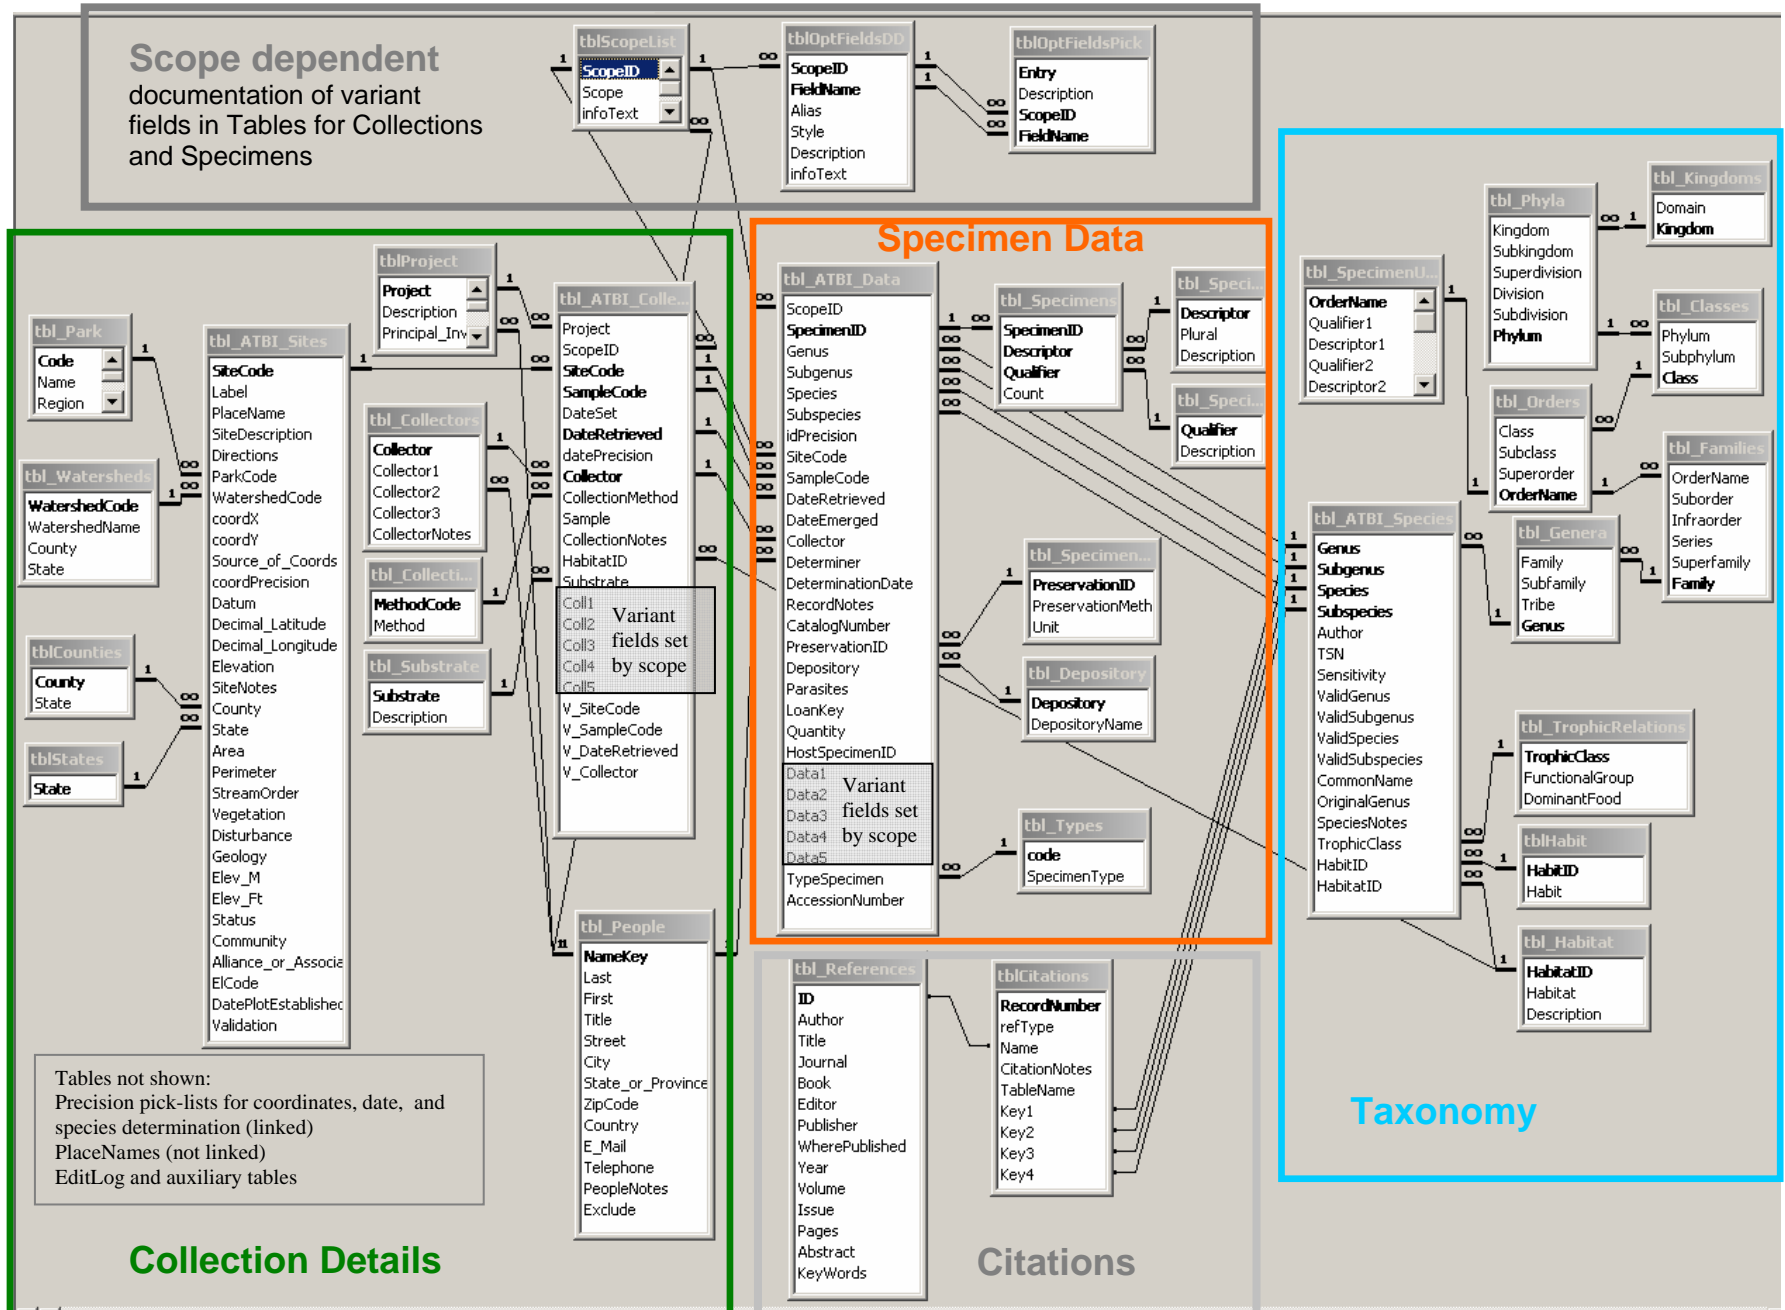 Scope dependent
documentation of variant
fields in Tables for Collections
and Specimens
tblScopeList
ScopeID
Scope
infoText
tblOptFieldsDD
ScopeID
FieldName
Alias
Style
Description
infoText
tblOptFieldsPick
Entry
Description
ScopeID
FieldName
Collection Details
tbl_Park
Code
Name
Region
tbl_Watersheds
WatershedCode
WatershedName
County
State
tblCounties
County
State
tblStates
State
tbl_ATBI_Sites
SiteCode
Label
PlaceName
SiteDescription
Directions
ParkCode
WatershedCode
coordX
coordY
Source_of_Coords
coordPrecision
Datum
Decimal_Latitude
Decimal_Longitude
Elevation
SiteNotes
County
State
Area
Perimeter
StreamOrder
Vegetation
Disturbance
Geology
Elev_M
Elev_Ft
Status
Community
Alliance_or_Associa
ElCode
DatePlotEstablished
Validation
tblProject
Project
Description
Principal_Inv
tbl_Collectors
Collector
Collector1
Collector2
Collector3
CollectorNotes
tbl_Collecti...
MethodCode
Method
tbl_Substrate
Substrate
Description
tbl_ATBI_Colle...
Project
ScopeID
SiteCode
SampleCode
DateSet
DateRetrieved
datePrecision
Collector
CollectionMethod
Sample
CollectionNotes
HabitatID
Substrate
Coll1
Coll2
Coll3
Coll4
Coll5
Variant
fields set
by scope
V_SiteCode
V_SampleCode
V_DateRetrieved
V_Collector
tbl_People
NameKey
Last
First
Title
Street
City
State_or_Province
ZipCode
Country
E_Mail
Telephone
PeopleNotes
Exclude
Tables not shown:
Precision pick-lists for coordinates, date, and
species determination (linked)
PlaceNames (not linked)
EditLog and auxiliary tables
Specimen Data
tbl_ATBI_Data
ScopeID
SpecimenID
Genus
Subgenus
Species
Subspecies
idPrecision
SiteCode
SampleCode
DateRetrieved
DateEmerged
Collector
Determiner
DeterminationDate
RecordNotes
CatalogNumber
PreservationID
Depository
Parasites
LoanKey
Quantity
HostSpecimenID
Data1
Data2
Data3
Data4
Data5
Variant
fields set
by scope
TypeSpecimen
AccessionNumber
tbl_Specimens
SpecimenID
Descriptor
Qualifier
Count
tbl_Speci...
Descriptor
Plural
Description
tbl_Speci...
Qualifier
Description
tbl_Specimen...
PreservationID
PreservationMeth
Unit
tbl_Depository
Depository
DepositoryName
tbl_Types
code
SpecimenType
Citations
tbl_References
ID
Author
Title
Journal
Book
Editor
Publisher
WherePublished
Year
Volume
Issue
Pages
Abstract
KeyWords
tblCitations
RecordNumber
refType
Name
CitationNotes
TableName
Key1
Key2
Key3
Key4
Taxonomy
tbl_SpecimenU...
OrderName
Qualifier1
Descriptor1
Qualifier2
Descriptor2
tbl_Phyla
Kingdom
Subkingdom
Superdivision
Division
Subdivision
Phylum
tbl_Kingdoms
Domain
Kingdom
tbl_Classes
Phylum
Subphylum
Class
tbl_Orders
Class
Subclass
Superorder
OrderName
tbl_Families
OrderName
Suborder
Infraorder
Series
Superfamily
Family
tbl_Genera
Family
Subfamily
Tribe
Genus
tbl_ATBI_Species
Genus
Subgenus
Species
Subspecies
Author
TSN
Sensitivity
ValidGenus
ValidSubgenus
ValidSpecies
ValidSubspecies
CommonName
OriginalGenus
SpeciesNotes
TrophicClass
HabitID
HabitatID
tbl_TrophicRelations
TrophicClass
FunctionalGroup
DominantFood
tblHabit
HabitID
Habit
tbl_Habitat
HabitatID
Habitat
Description